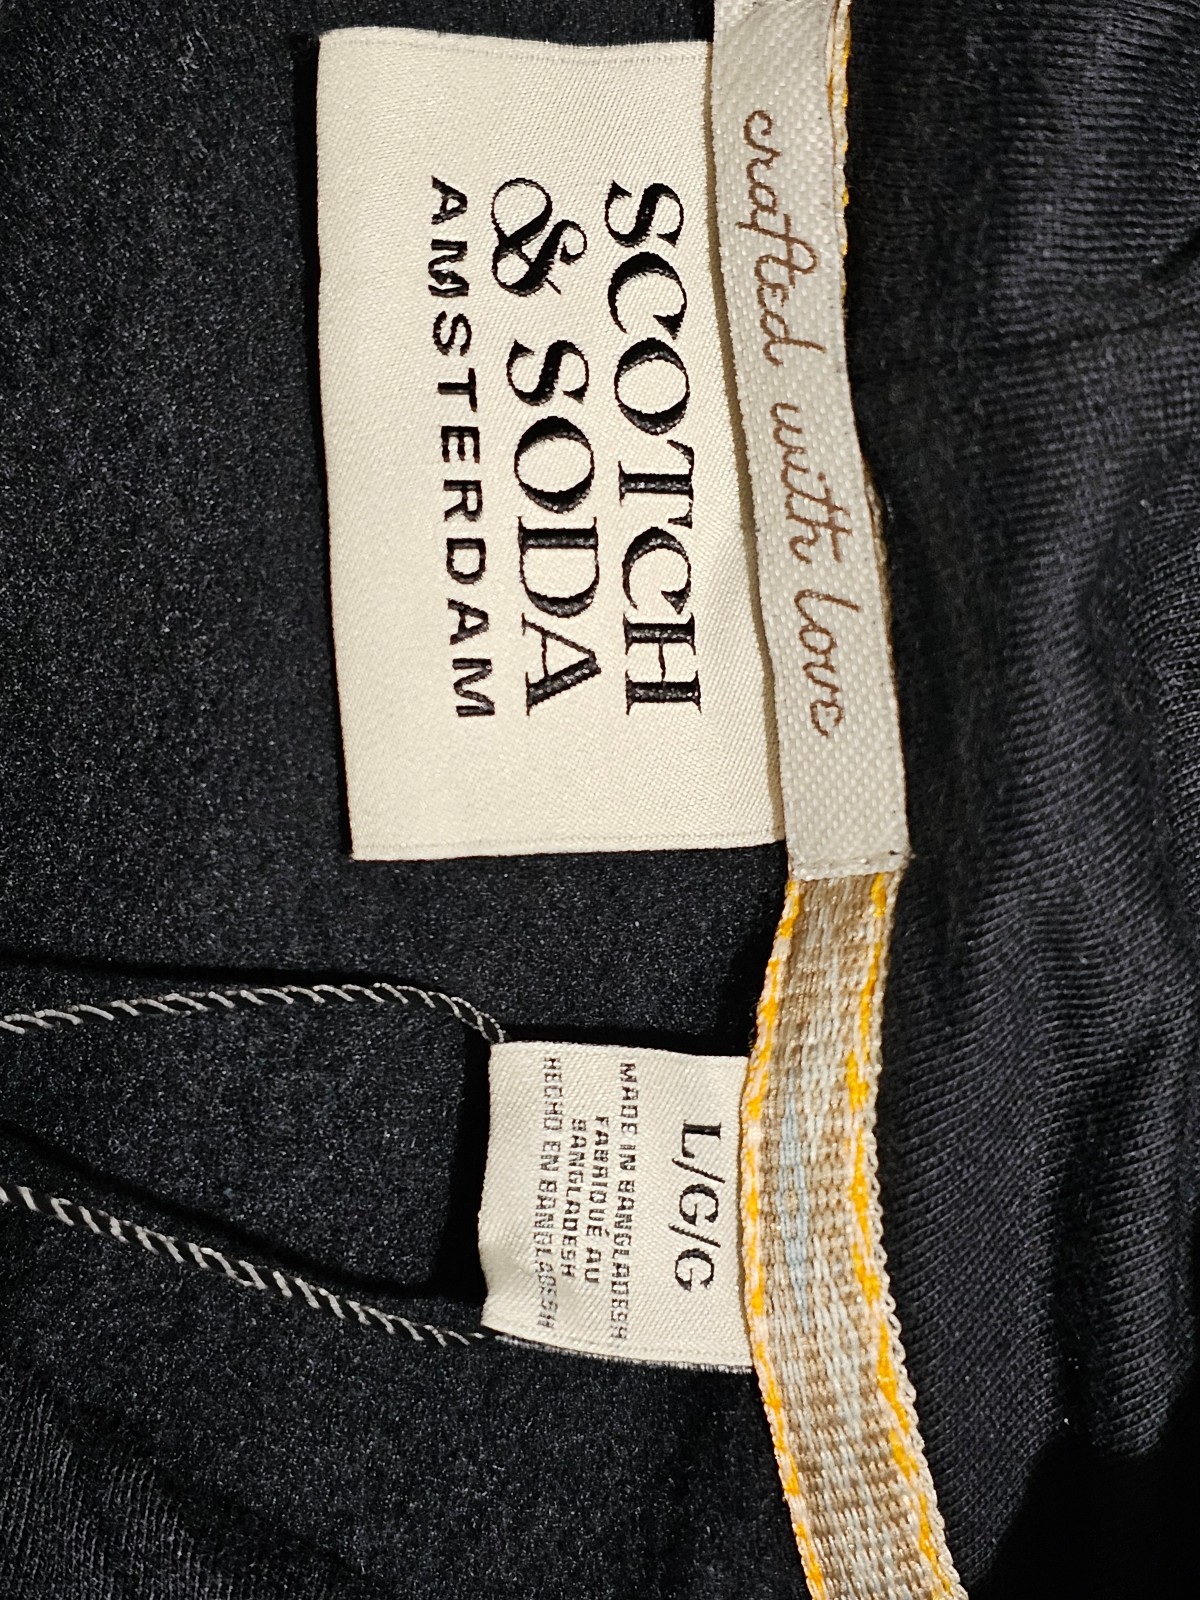 crafted with love
SCOTCH
& SODA
AMSTERDAM
L/G/G
MADE IN BANGLADESH
FABRIQUÉ AU
BANGLADESH
HECHO EN BANGLADESH